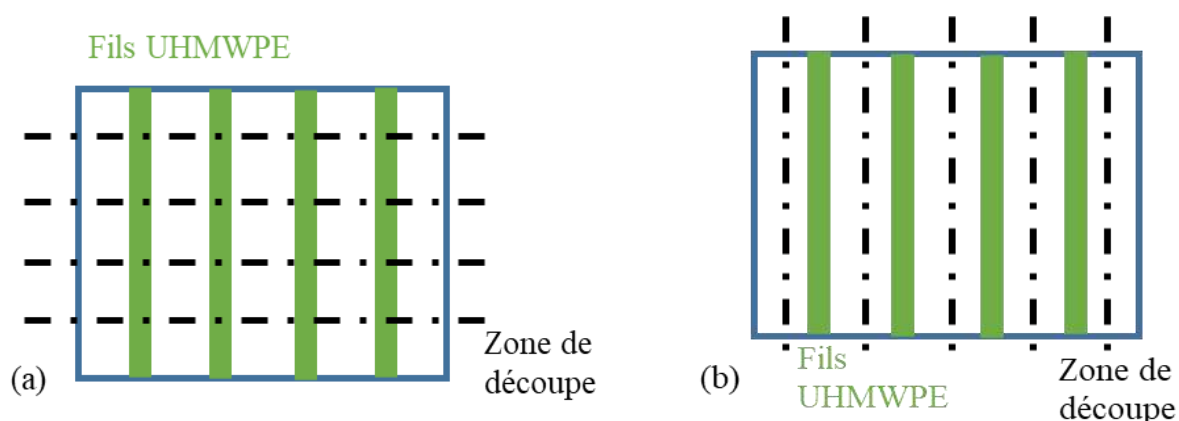 Fils UHMWPE
Zone de
découpe
(a)
Fils
UHMWPE
Zone de
découpe
(b)